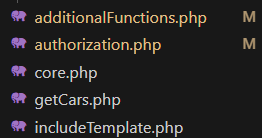 additionalFunctions.php M
authorization.php M
core.php
getCars.php
includeTemplate.php